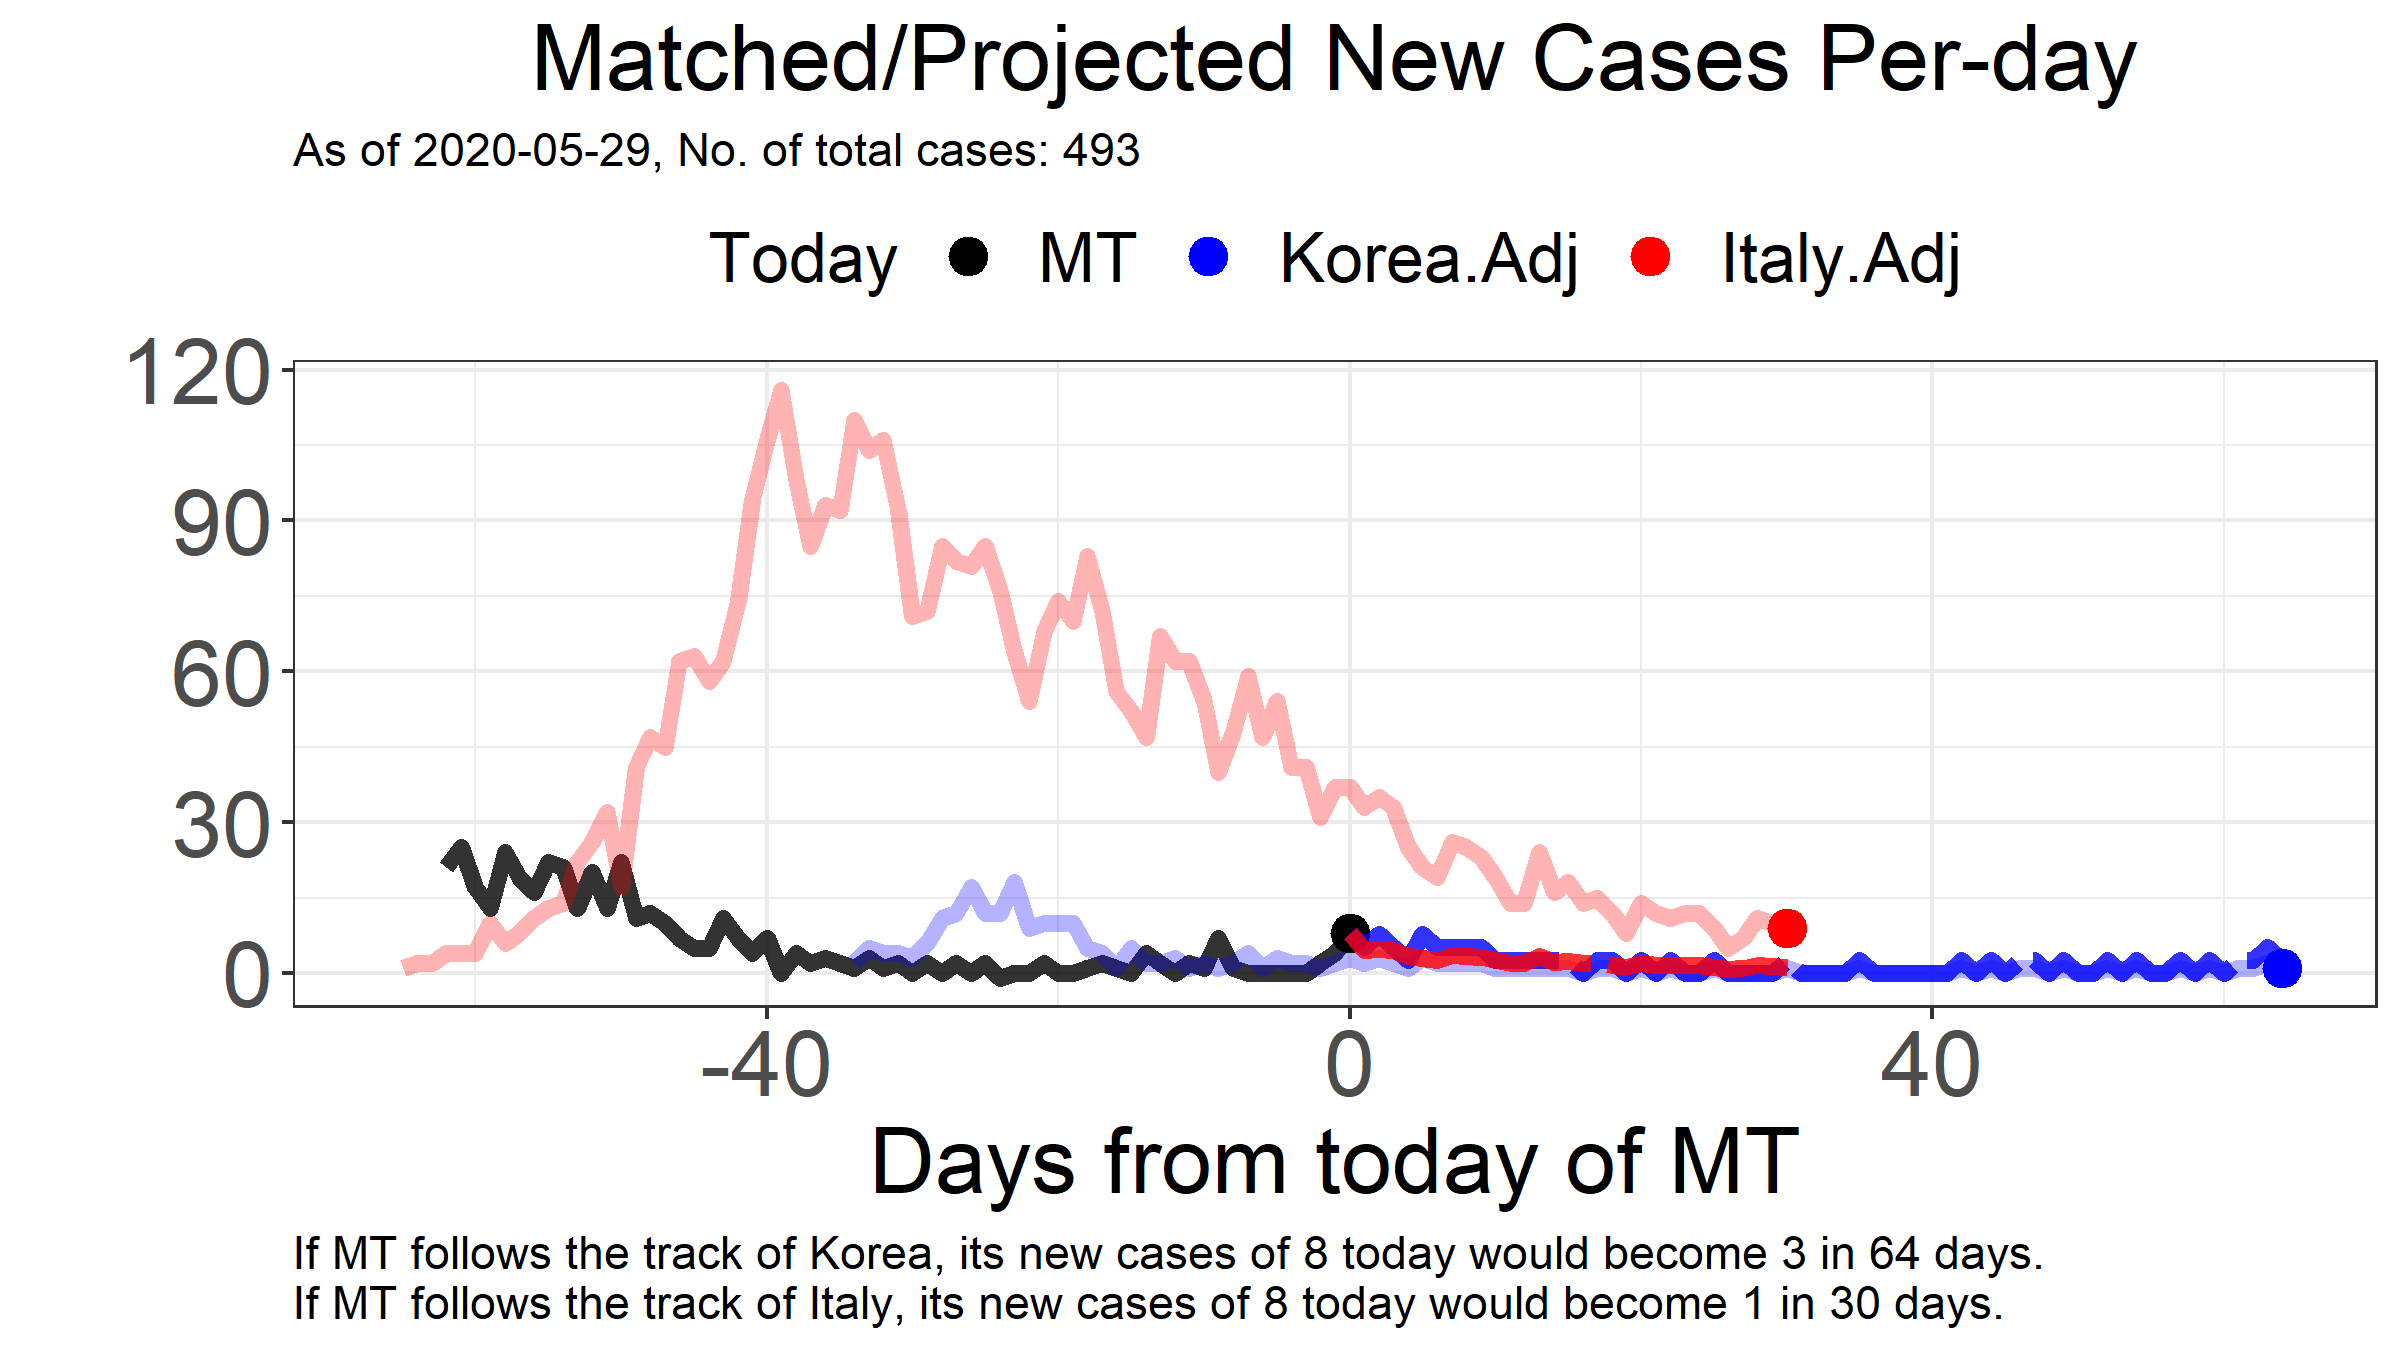 Matched/Projected New Cases Per-day
As of 2020-05-29, No. of total cases: 493
Today MT Korea.Adj Italy.Adj
120
90
60
30
0
-40 0 40
Days from today of MT
If MT follows the track of Korea, its new cases of 8 today would become 3 in 64 days.
If MT follows the track of Italy, its new cases of 8 today would become 1 in 30 days.